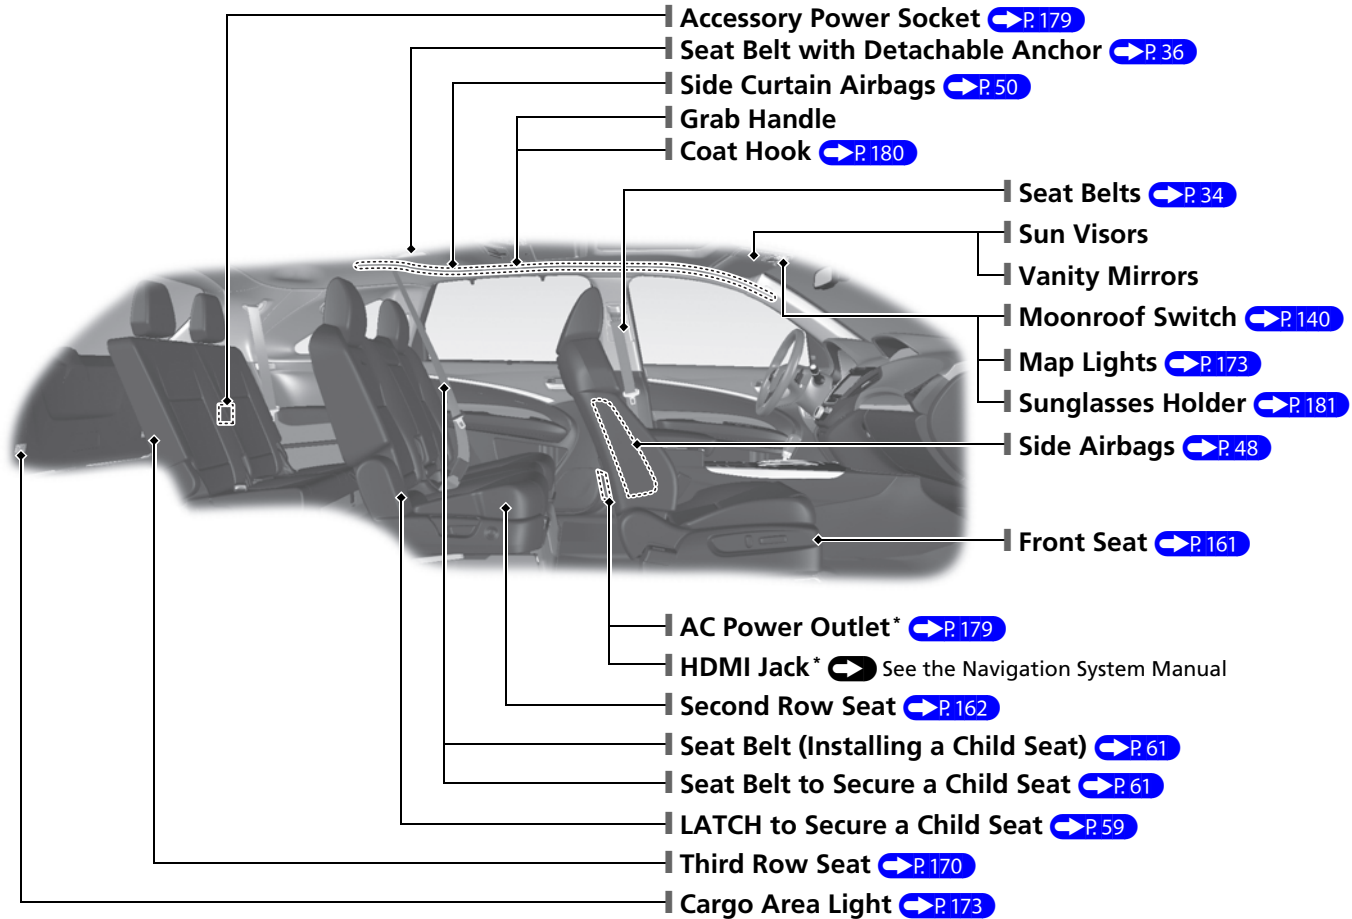 Accessory Power Socket P. 179
Seat Belt with Detachable Anchor P. 36
Side Curtain Airbags P. 50
Grab Handle
Coat Hook P. 180
Seat Belts P. 34
Sun Visors
Vanity Mirrors
Moonroof Switch P. 140
Map Lights P. 173
Sunglasses Holder P. 181
Side Airbags P. 48
Front Seat P. 161
AC Power Outlet* P. 179
HDMI Jack* See the Navigation System Manual
Second Row Seat P. 162
Seat Belt (Installing a Child Seat) P. 61
Seat Belt to Secure a Child Seat P. 61
LATCH to Secure a Child Seat P. 59
Third Row Seat P. 170
Cargo Area Light P. 173